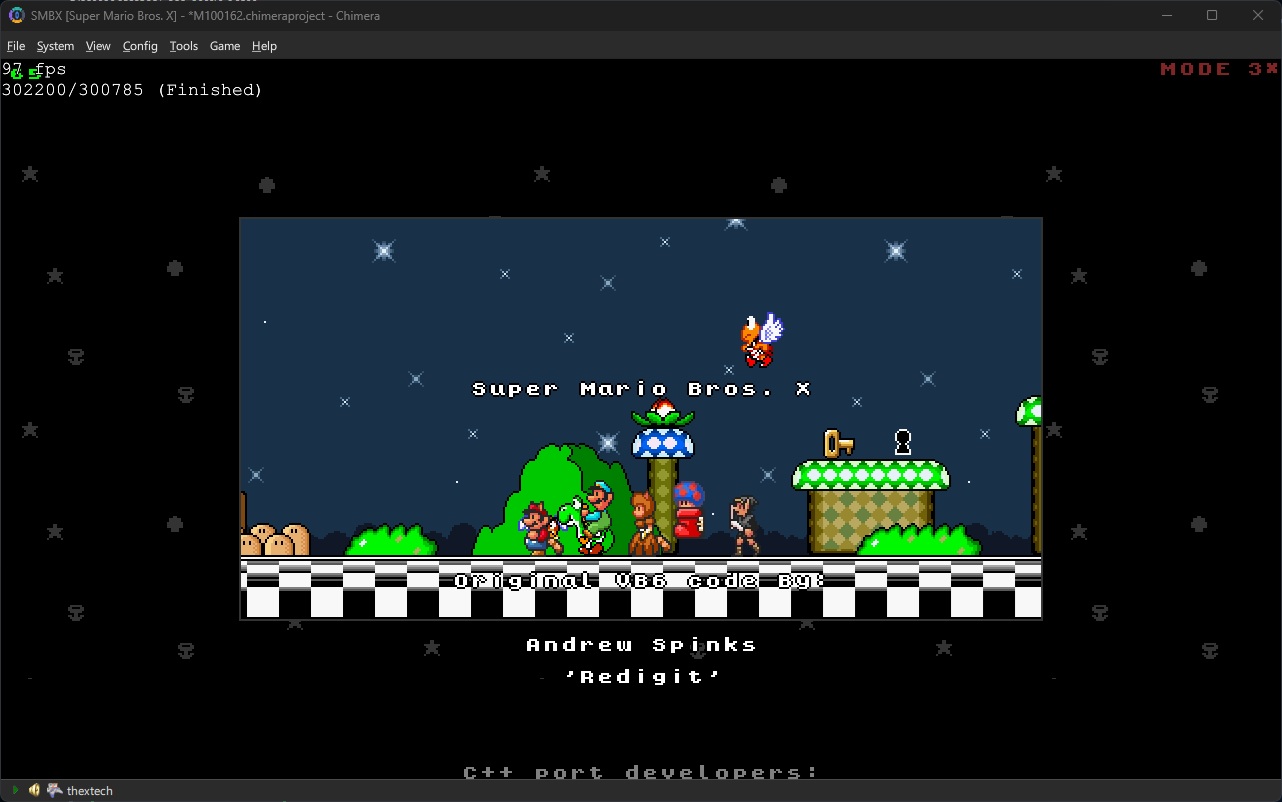 SMBX [Super Mario Bros. X] - *M100162.chimeraproject - Chimera
File System View Config Tools Game Help
97 fps
65
MODE 3X
302200/300785 (Finished)
Super Mario Bros. X
Original VB6 code By:
Andrew Spinks
'Redigit'
C++ port developers:
thextech